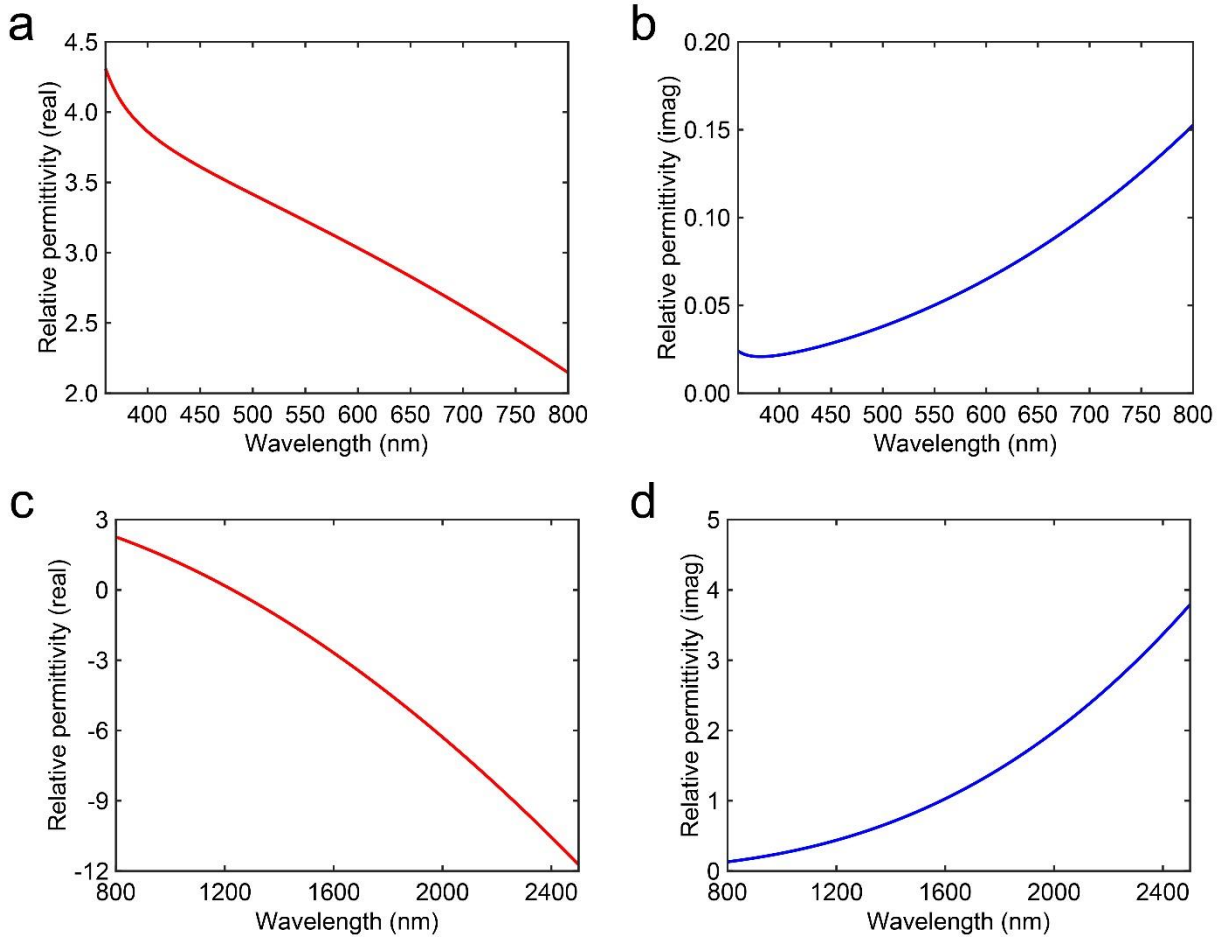 a
Relative permittivity (real)
4.5
4.0
3.5
3.0
2.5
2.0
400 450 500 550 600 650 700 750 800
Wavelength (nm)
b
Relative permittivity (imag)
0.20
0.15
0.10
0.05
0.00
400 450 500 550 600 650 700 750 800
Wavelength (nm)
c
Relative permittivity (real)
3
0
-3
-6
-9
-12
800 1200 1600 2000 2400
Wavelength (nm)
d
Relative permittivity (imag)
5
4
3
2
1
0
800 1200 1600 2000 2400
Wavelength (nm)